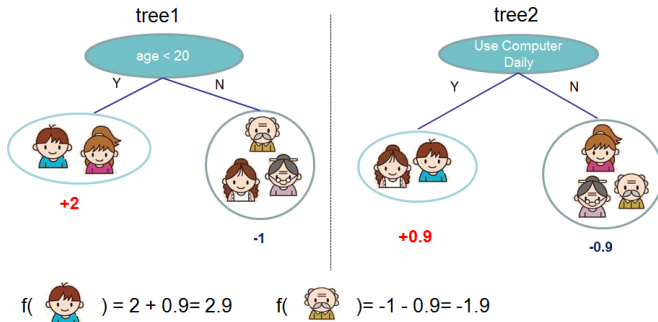 tree1
tree2
age < 20
Use Computer
Daily
Y
N
Y
N
+2
-1
+0.9
-0.9
f( ) = 2 + 0.9= 2.9
f( )= -1 - 0.9= -1.9